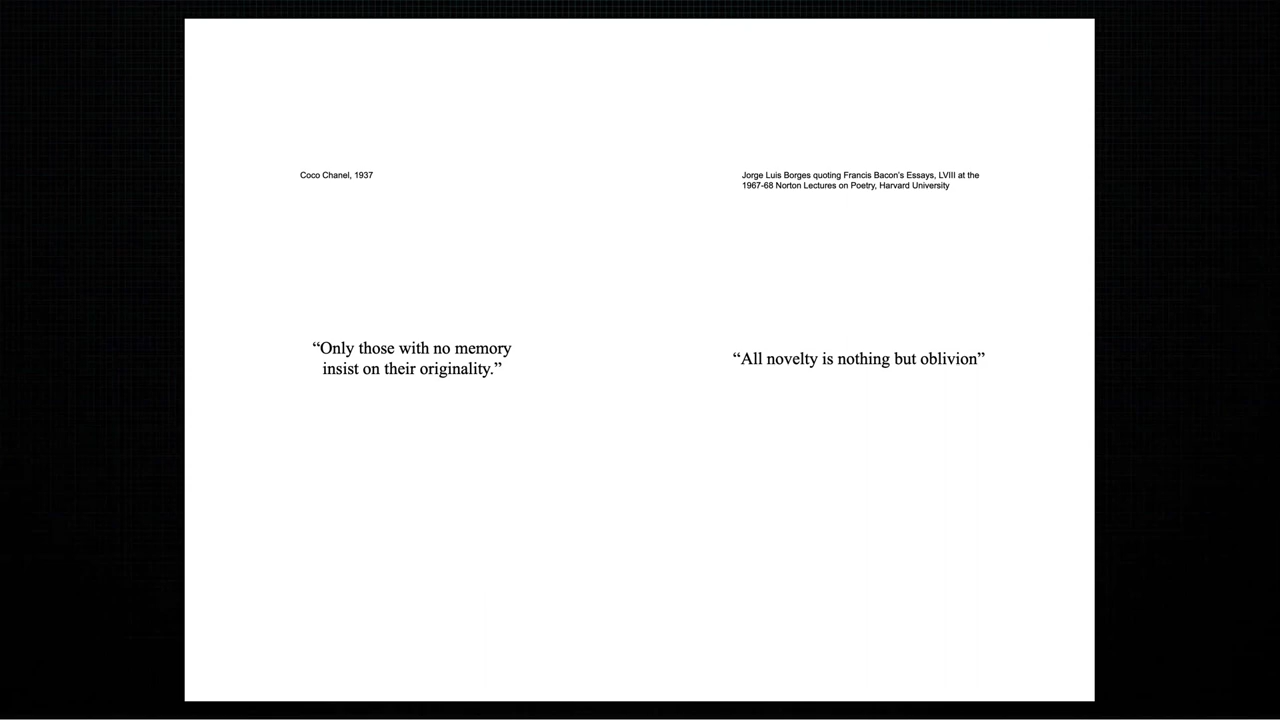 Coco Chanel, 1937
“Only those with no memory
insist on their originality.”
Jorge Luis Borges quoting Francis Bacon’s Essays, LVIII at the
1967-68 Norton Lectures on Poetry, Harvard University
“All novelty is nothing but oblivion”